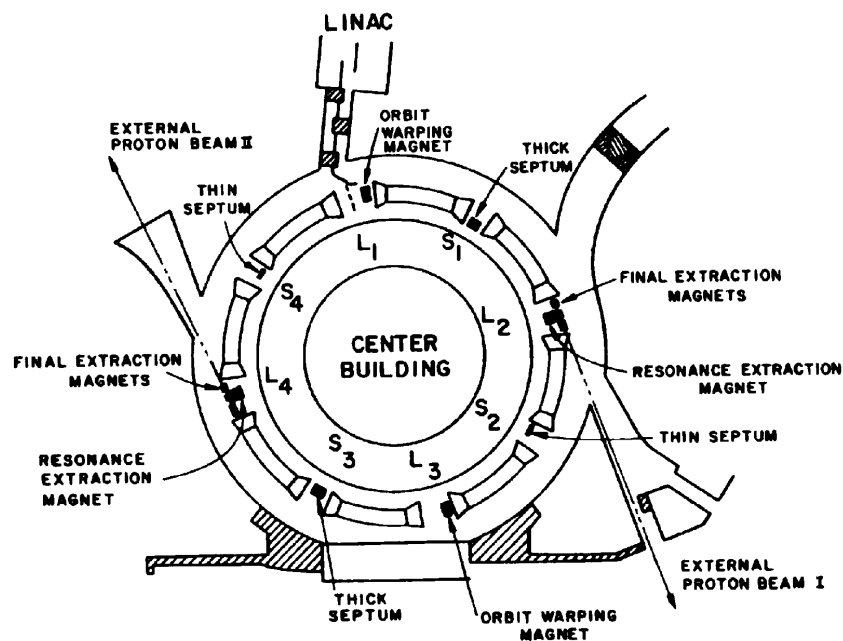 LINAC
EXTERNAL
PROTON BEAM II
ORBIT
WARPING
MAGNET
THICK
SEPTUM
THIN
SEPTUM
L1
S1
S4
L2
FINAL EXTRACTION
MAGNETS
CENTER
BUILDING
FINAL EXTRACTION
MAGNETS
L4
RESONANCE EXTRACTION
MAGNET
S2
THIN SEPTUM
S3
L3
RESONANCE
EXTRACTION
MAGNET
EXTERNAL
PROTON BEAM I
THICK
SEPTUM
ORBIT WARPING
MAGNET